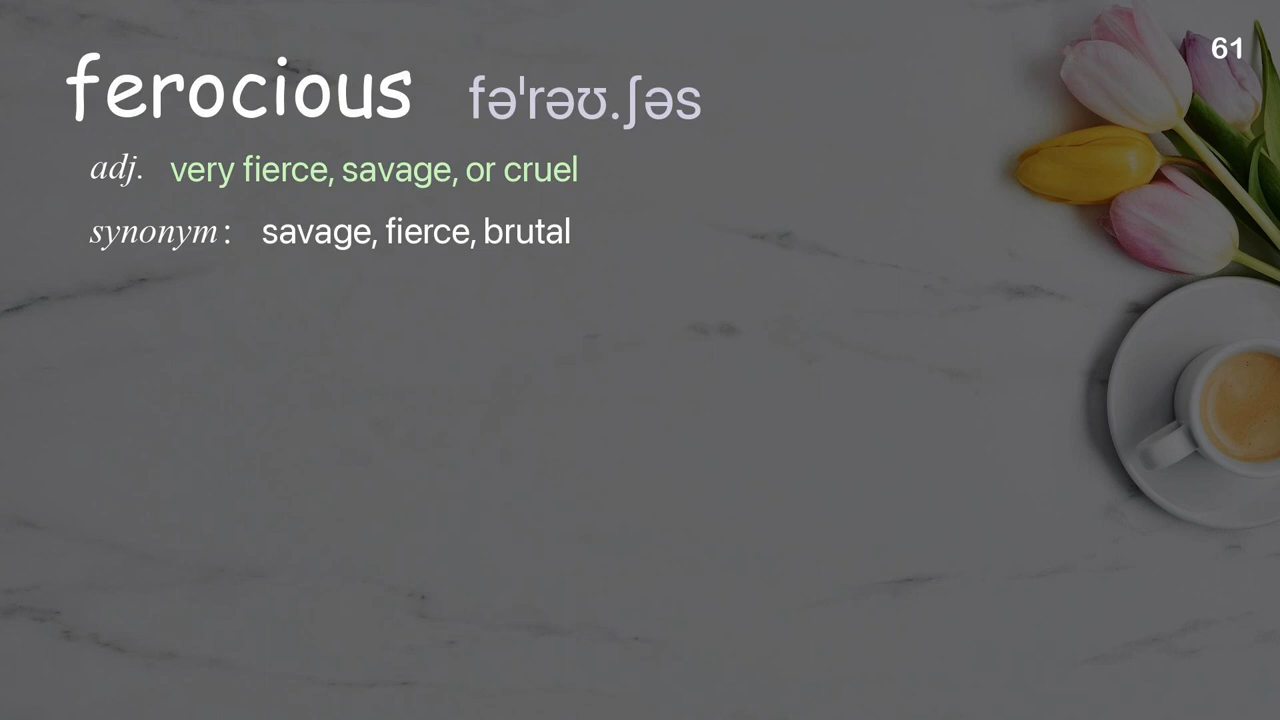 61
ferocious fəˈrəʊ.ʃəs
adj. very fierce, savage, or cruel
synonym : savage, fierce, brutal